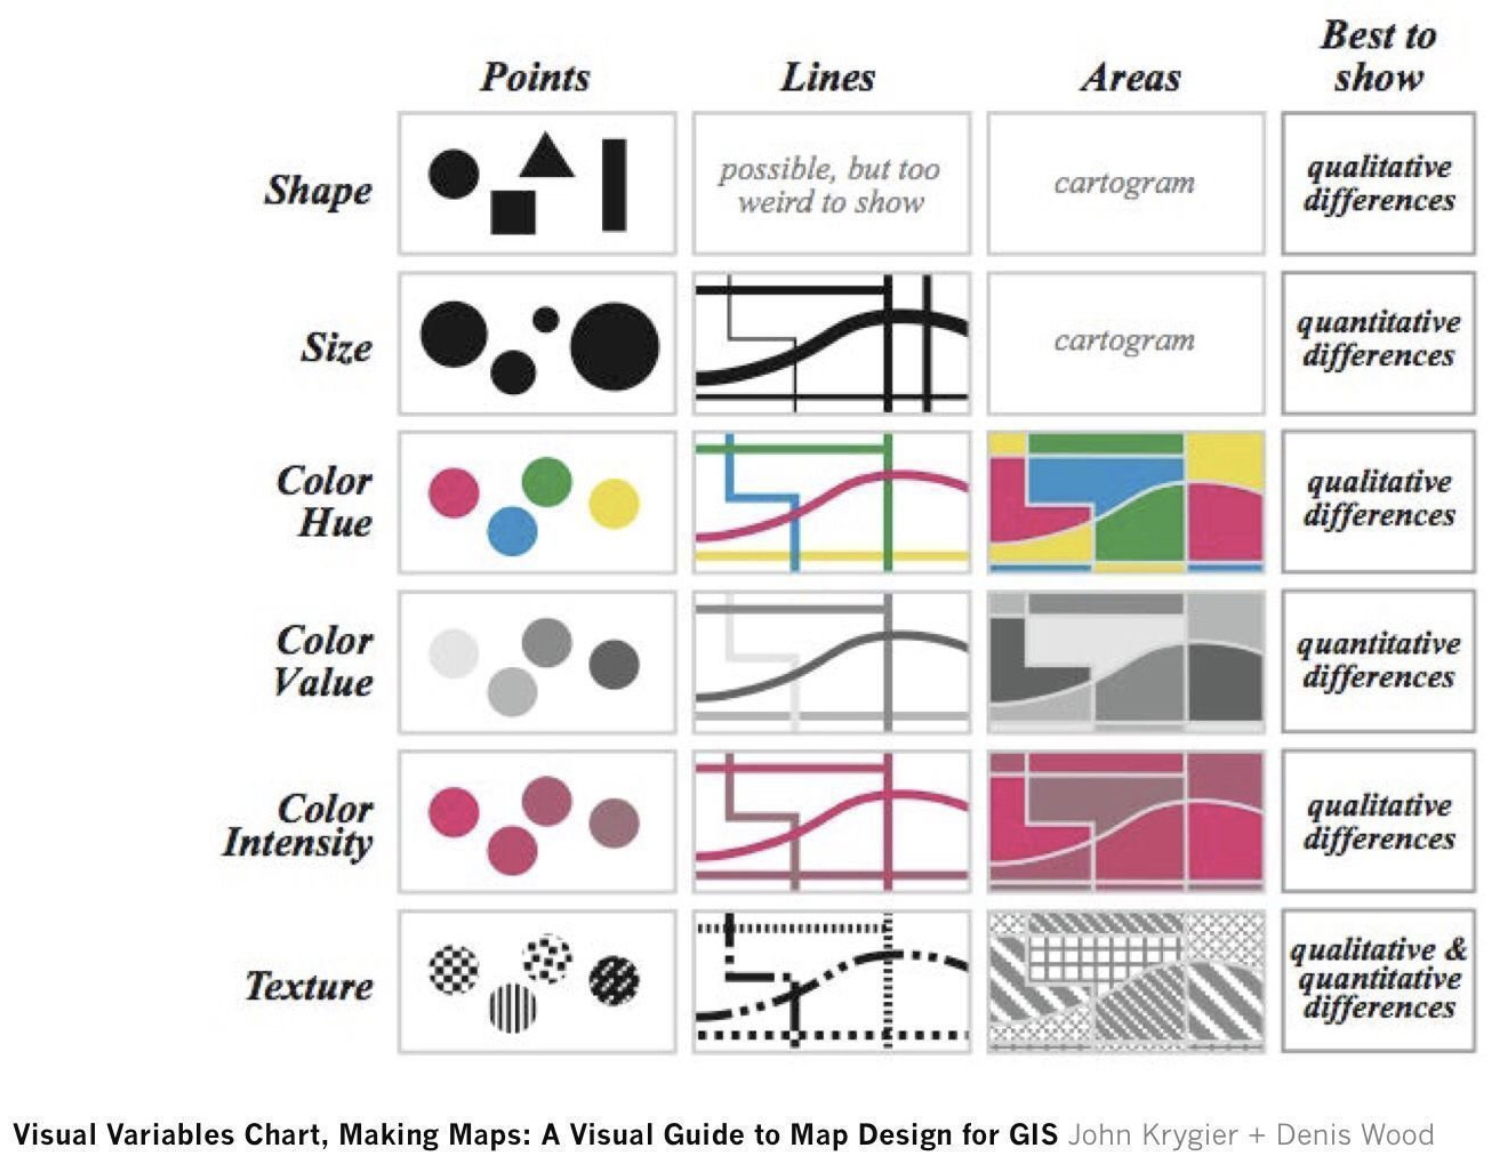 Points
Lines
Areas
Best to
show
Shape
possible, but too
weird to show
cartogram
qualitative
differences
Size
cartogram
quantitative
differences
Color
Hue
qualitative
differences
Color
Value
quantitative
differences
Color
Intensity
qualitative
differences
Texture
qualitative &
quantitative
differences
Visual Variables Chart, Making Maps: A Visual Guide to Map Design for GIS John Krygier + Denis Wood